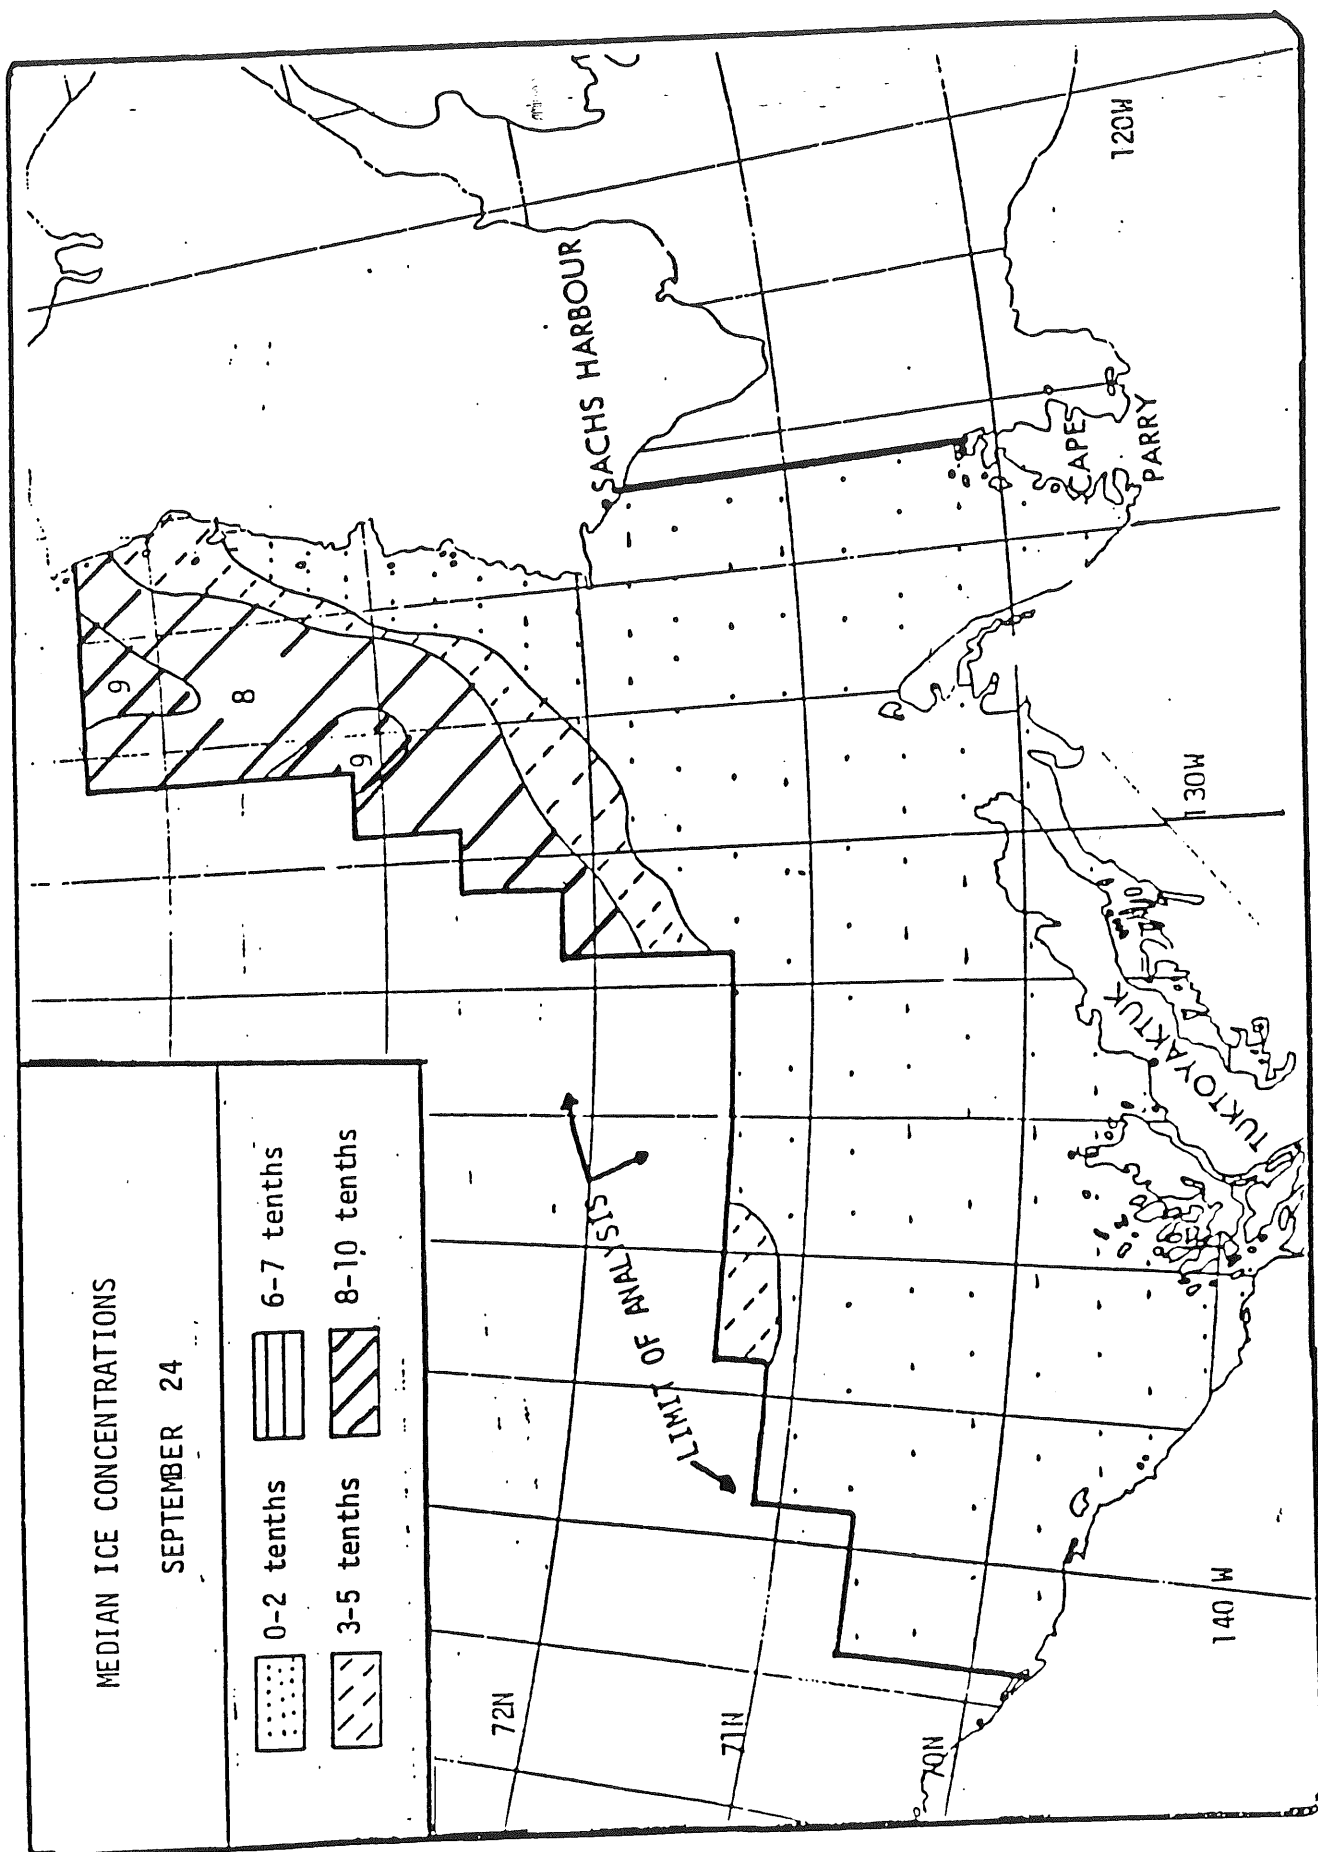 MEDIAN ICE CONCENTRATIONS
SEPTEMBER 24
0-2 tenths
6-7 tenths
3-5 tenths
8-10 tenths
72N
71N
70N
LIMIT OF ANALYSIS
9
8
9
SACHS HARBOUR
CAPE
PARRY
TUKTOYAKTUK
140 W
130W
120W